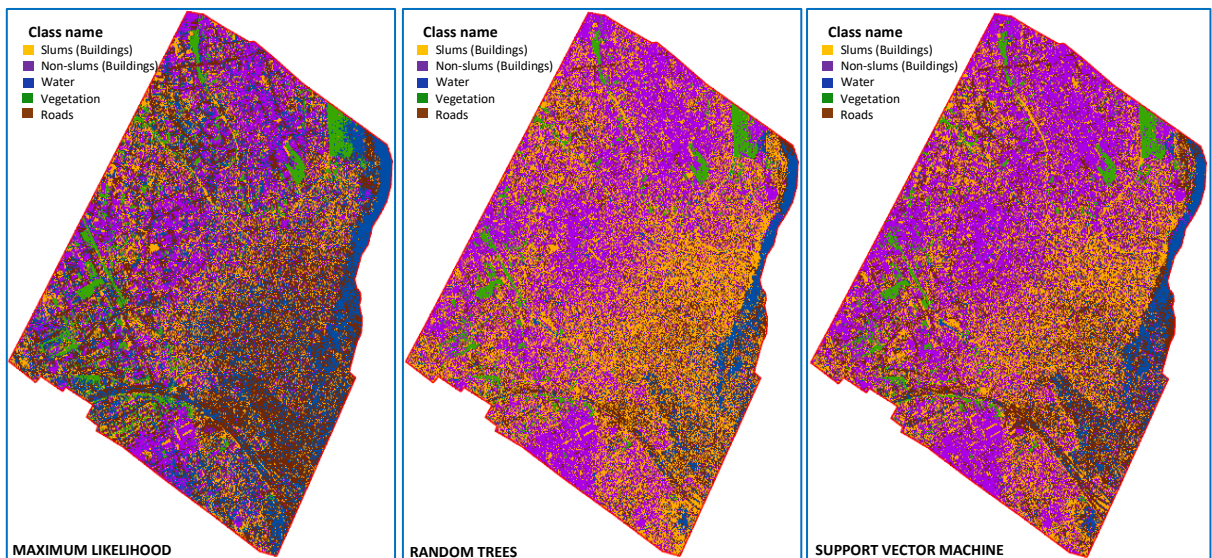 Class name
Slums (Buildings)
Non-slums (Buildings)
Water
Vegetation
Roads
MAXIMUM LIKELIHOOD
Class name
Slums (Buildings)
Non-slums (Buildings)
Water
Vegetation
Roads
RANDOM TREES
Class name
Slums (Buildings)
Non-slums (Buildings)
Water
Vegetation
Roads
SUPPORT VECTOR MACHINE